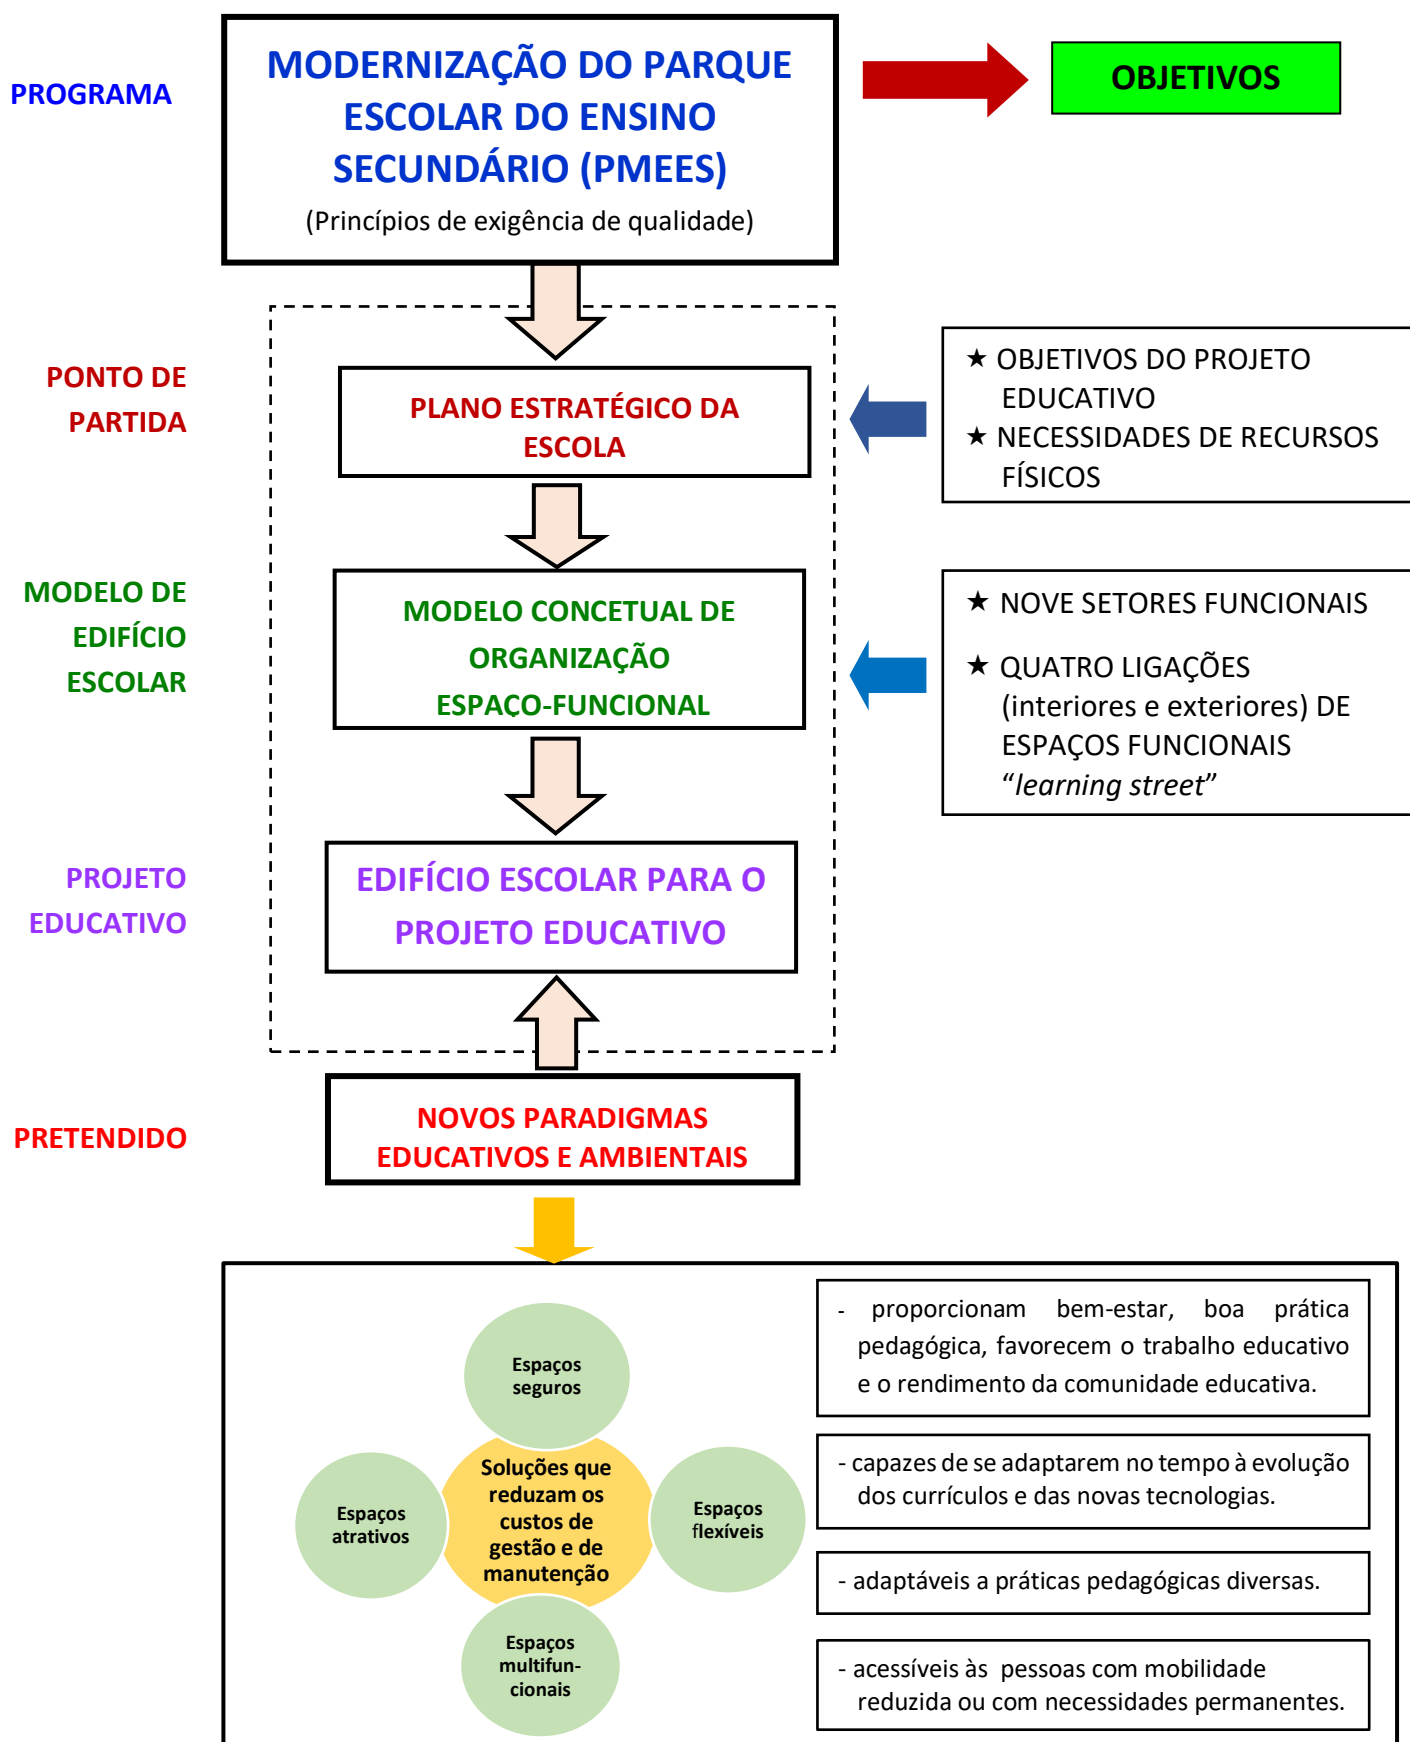 PROGRAMA
MODERNIZAÇÃO DO PARQUE
ESCOLAR DO ENSINO
SECUNDÁRIO (PMEES)
(Princípios de exigência de qualidade)
OBJETIVOS
PONTO DE
PARTIDA
PLANO ESTRATÉGICO DA
ESCOLA
★ OBJETIVOS DO PROJETO
EDUCATIVO
★ NECESSIDADES DE RECURSOS
FÍSICOS
MODELO DE
EDIFÍCIO
ESCOLAR
MODELO CONCETUAL DE
ORGANIZAÇÃO
ESPAÇO-FUNCIONAL
★ NOVE SETORES FUNCIONAIS
★ QUATRO LIGAÇÕES
(interiores e exteriores) DE
ESPAÇOS FUNCIONAIS
“learning street”
PROJETO
EDUCATIVO
EDIFÍCIO ESCOLAR PARA O
PROJETO EDUCATIVO
PRETENDIDO
NOVOS PARADIGMAS
EDUCATIVOS E AMBIENTAIS
Espaços
seguros
Espaços
atrativos
Soluções que
reduzam os
custos de
gestão e de
manutenção
Espaços
flexíveis
Espaços
multifun-
cionais
- proporcionam bem-estar, boa prática
pedagógica, favorecem o trabalho educativo
e o rendimento da comunidade educativa.
- capazes de se adaptarem no tempo à evolução
dos currículos e das novas tecnologias.
- adaptáveis a práticas pedagógicas diversas.
- acessíveis às pessoas com mobilidade
reduzida ou com necessidades permanentes.